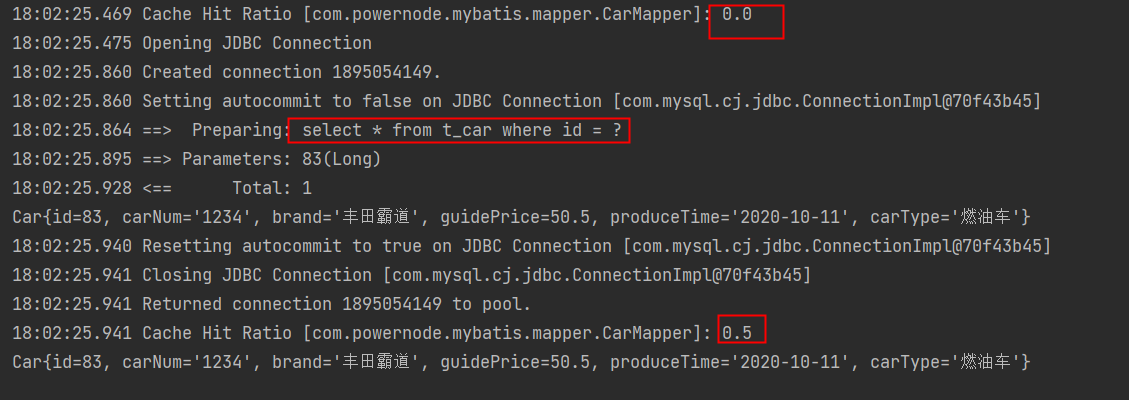 18:02:25.469 Cache Hit Ratio [com.powernode.mybatis.mapper.CarMapper]: 0.0
18:02:25.475 Opening JDBC Connection
18:02:25.860 Created connection 1895054149.
18:02:25.860 Setting autocommit to false on JDBC Connection [com.mysql.cj.jdbc.ConnectionImpl@70f43b45]
18:02:25.864 ==>  Preparing: select * from t_car where id = ?
18:02:25.895 ==> Parameters: 83(Long)
18:02:25.928 <==      Total: 1
Car{id=83, carNum='1234', brand='丰田霸道', guidePrice=50.5, produceTime='2020-10-11', carType='燃油车'}
18:02:25.940 Resetting autocommit to true on JDBC Connection [com.mysql.cj.jdbc.ConnectionImpl@70f43b45]
18:02:25.941 Closing JDBC Connection [com.mysql.cj.jdbc.ConnectionImpl@70f43b45]
18:02:25.941 Returned connection 1895054149 to pool.
18:02:25.941 Cache Hit Ratio [com.powernode.mybatis.mapper.CarMapper]: 0.5
Car{id=83, carNum='1234', brand='丰田霸道', guidePrice=50.5, produceTime='2020-10-11', carType='燃油车'}